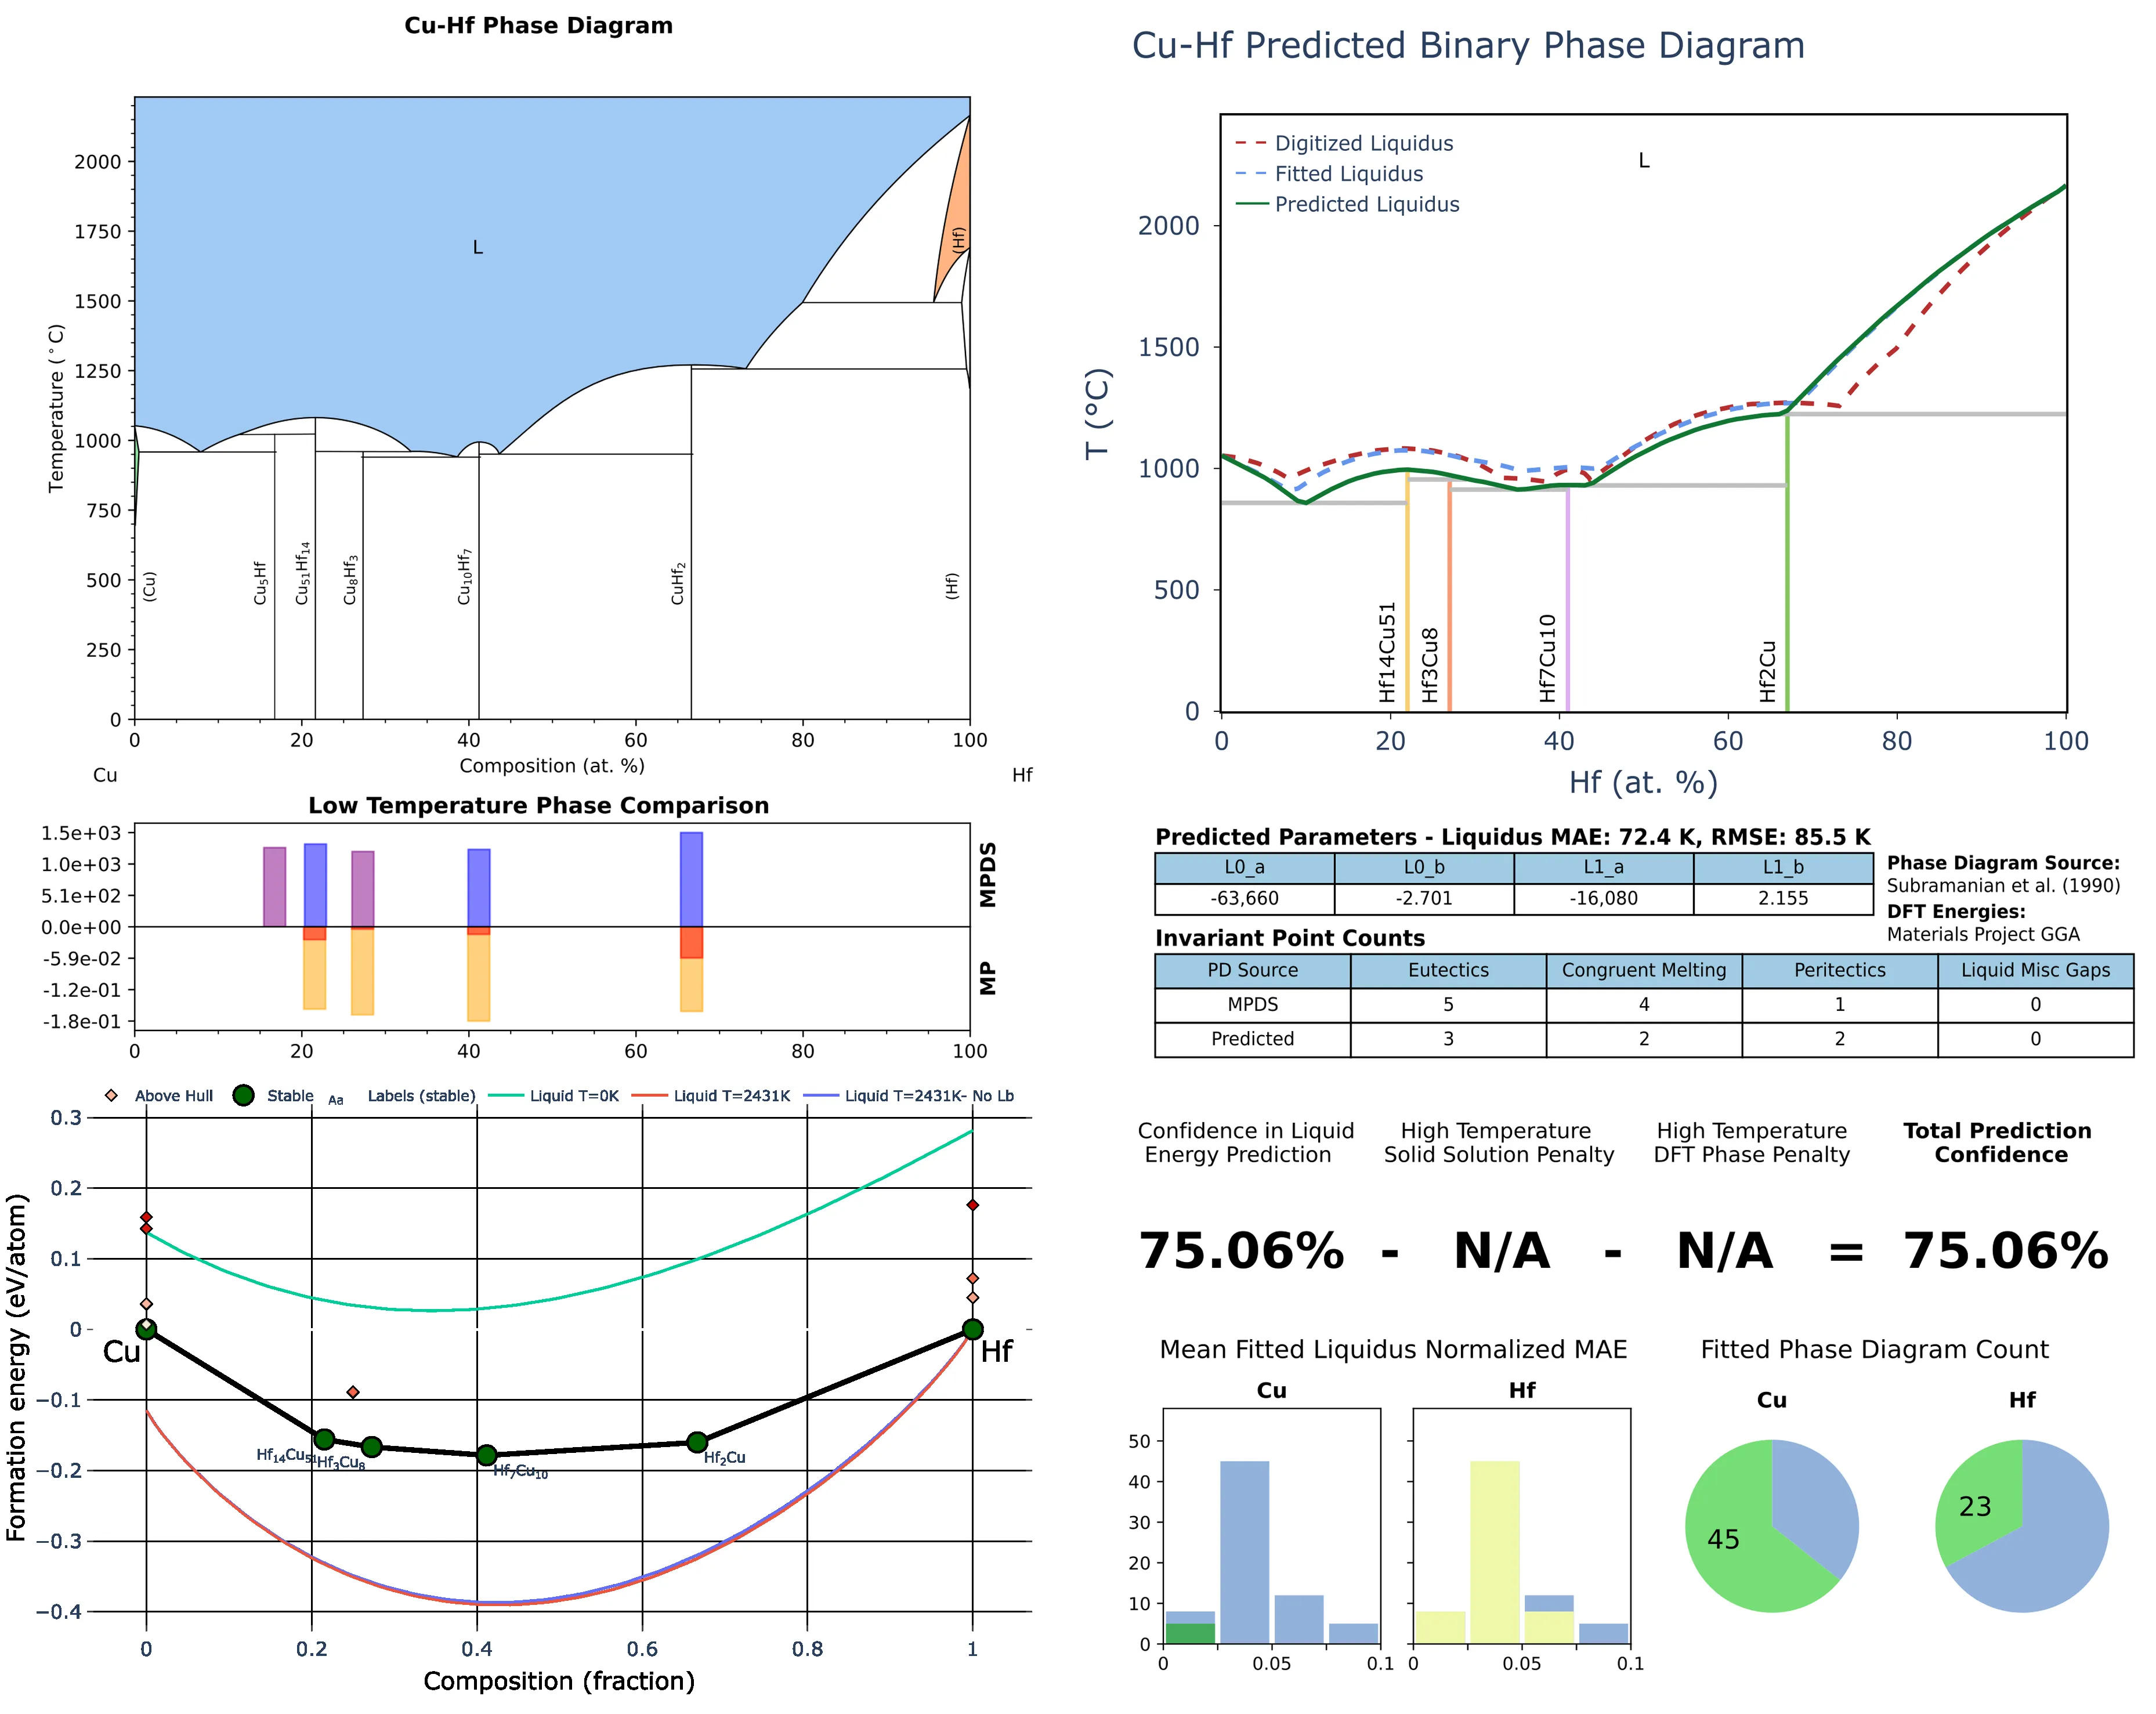 Cu-Hf Phase Diagram
Temperature (°C)
2000
1750
1500
1250
1000
750
500
250
0
L
(Hf)
(Cu)
Cu5Hf
Cu51Hf14
Cu8Hf3
Cu10Hf7
CuHf2
(Hf)
0 20 40 60 80 100
Composition (at. %)
Cu Hf
Low Temperature Phase Comparison
1.5e+03
1.0e+03
5.1e+02
0.0e+00
-5.9e-02
-1.2e-01
-1.8e-01
MPDS
MP
0 20 40 60 80 100
Above Hull Stable Aa Labels (stable) Liquid T=0K Liquid T=2431K Liquid T=2431K- No Lb
Formation energy (eV/atom)
0.3
0.2
0.1
0
−0.1
−0.2
−0.3
−0.4
Cu Hf
Hf14Cu51
Hf3Cu8
Hf7Cu10
Hf2Cu
0 0.2 0.4 0.6 0.8 1
Composition (fraction)
Cu-Hf Predicted Binary Phase Diagram
Digitized Liquidus
Fitted Liquidus
Predicted Liquidus
L
T (°C)
2000
1500
1000
500
0
Hf14Cu51
Hf3Cu8
Hf7Cu10
Hf2Cu
0 20 40 60 80 100
Hf (at. %)
Predicted Parameters - Liquidus MAE: 72.4 K, RMSE: 85.5 K
L0_a L0_b L1_a L1_b
-63,660 -2.701 -16,080 2.155
Phase Diagram Source:
Subramanian et al. (1990)
DFT Energies:
Materials Project GGA
Invariant Point Counts
PD Source Eutectics Congruent Melting Peritectics Liquid Misc Gaps
MPDS 5 4 1 0
Predicted 3 2 2 0
Confidence in Liquid
Energy Prediction
High Temperature
Solid Solution Penalty
High Temperature
DFT Phase Penalty
Total Prediction
Confidence
75.06% - N/A - N/A = 75.06%
Mean Fitted Liquidus Normalized MAE
Cu Hf
50
40
30
20
10
0
0 0.05 0.1
0 0.05 0.1
Fitted Phase Diagram Count
Cu Hf
45
23